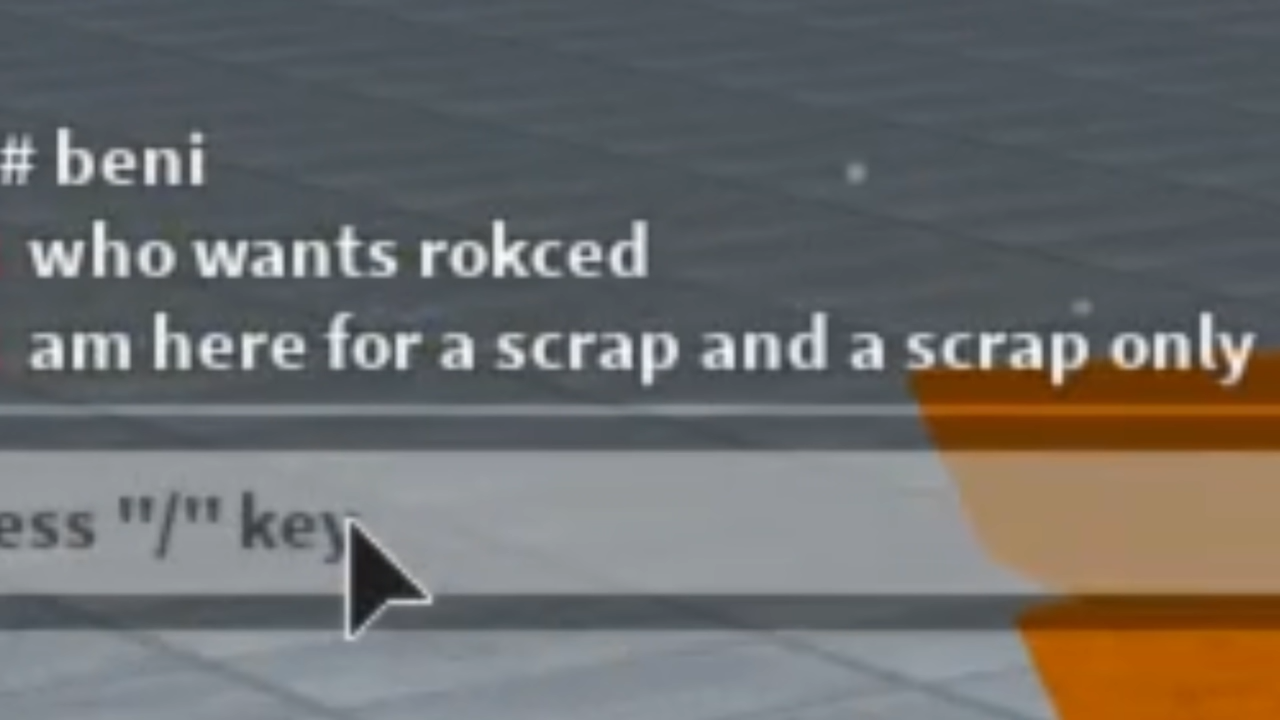 # beni
who wants rokced
am here for a scrap and a scrap only
ess "/" key